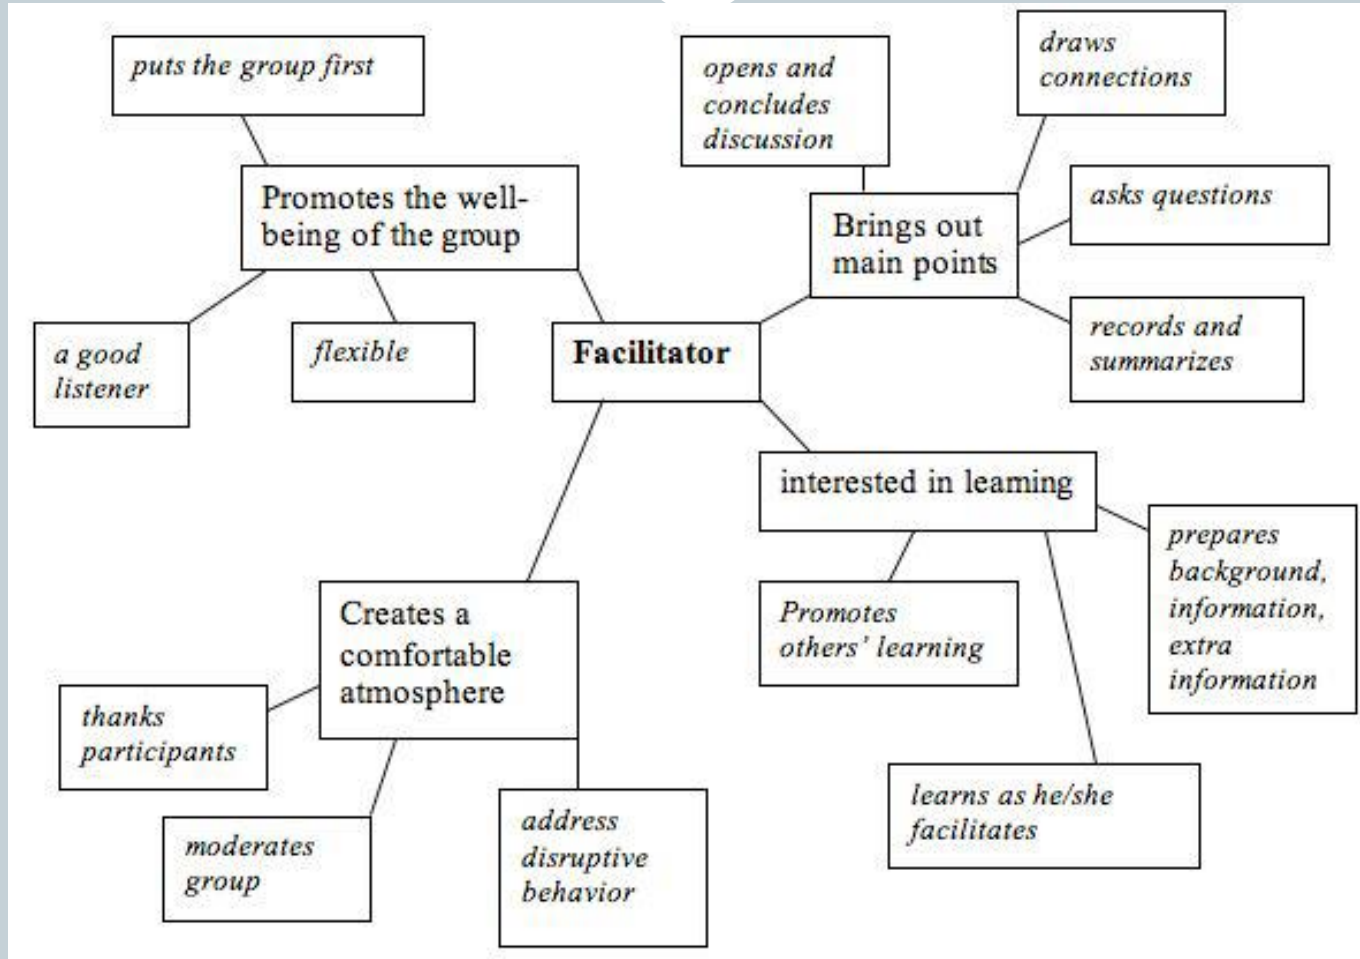 puts the group first
opens and
concludes
discussion
draws
connections
Promotes the well-
being of the group
Brings out
main points
asks questions
a good
listener
flexible
Facilitator
records and
summarizes
interested in learning
prepares
background,
information,
extra
information
Promotes
others’ learning
Creates a
comfortable
atmosphere
thanks
participants
learns as he/she
facilitates
moderates
group
address
disruptive
behavior